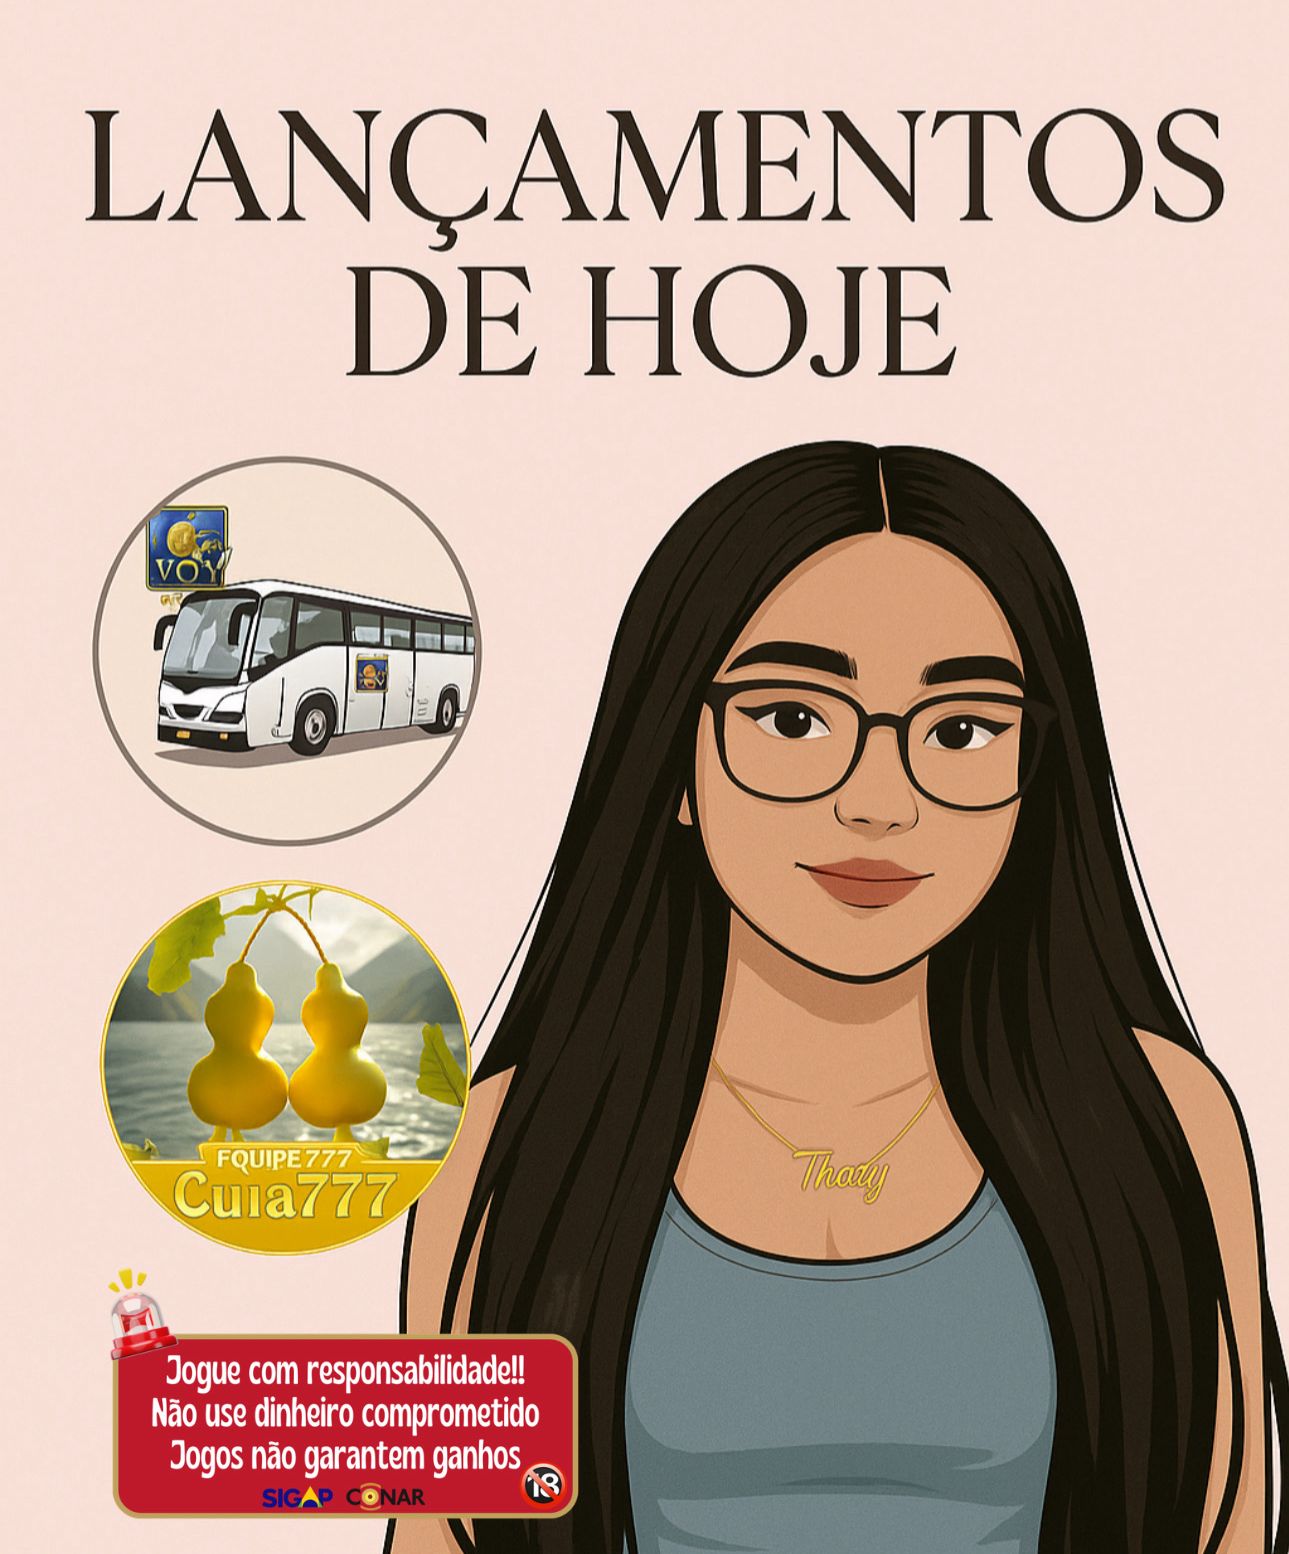 LANÇAMENTOS
DE HOJE
VOY
FQUIPE777
Cuia777
Thaty
Jogue com responsabilidade!!
Não use dinheiro comprometido
Jogos não garantem ganhos
18
SIGAP CONAR